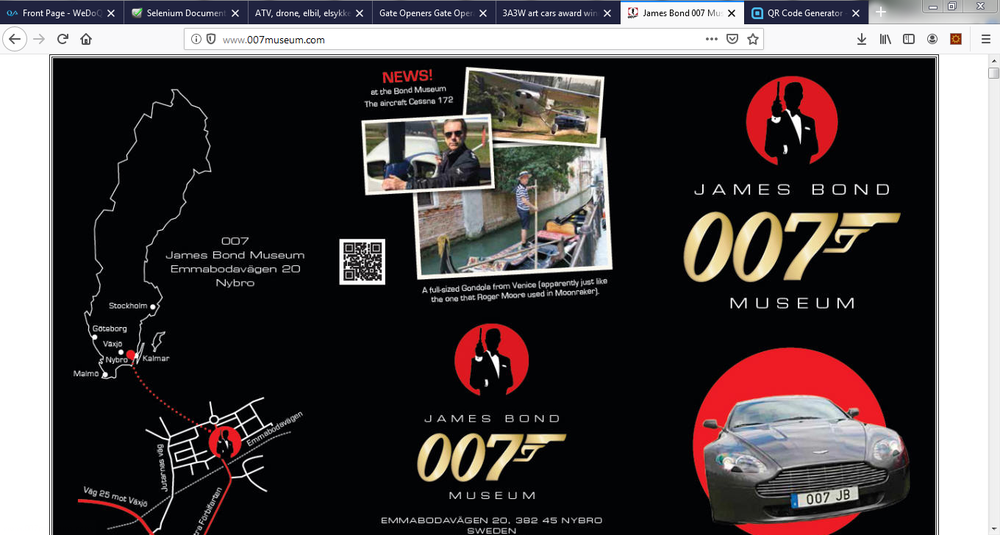 Front Page - WeDoQ
Selenium Document
ATV, drone, elbil, elsykke
Gate Openers Gate Oper
3A3W art cars award win
James Bond 007 Mus
QR Code Generator -
www.007museum.com
NEWS!
at the Bond Museum
The aircraft Cessna 172
JAMES BOND
007
MUSEUM
007
James Bond Museum
Emmabodavägen 20
Nybro
A full-sized Gondola from Venice (apparently just like
the one that Roger Moore used in Moonraker).
Stockholm
Göteborg
Växjö
Nybro
Kalmar
Malmö
JAMES BOND
007
MUSEUM
EMMABODAVÄGEN 20, 382 45 NYBRO
SWEDEN
Emmabodavägen
Jutarnas väg
Väg 25 mot Växjö
tra Förbifarten
007 JB